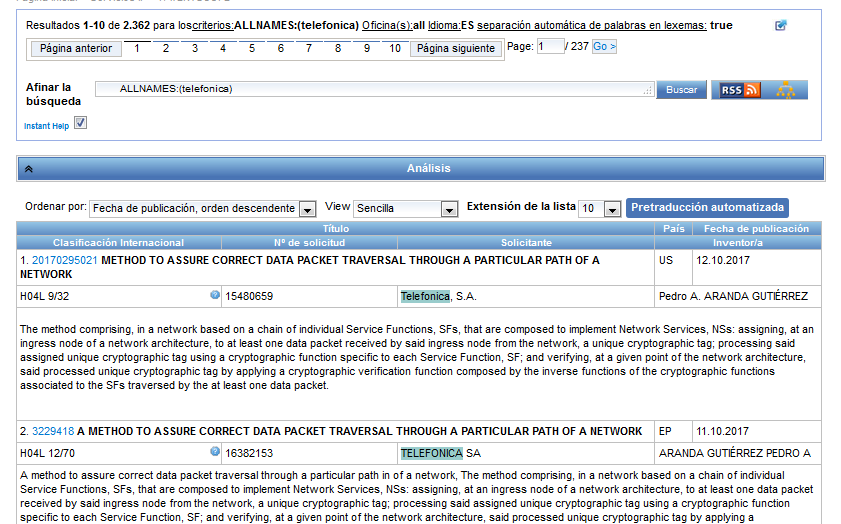 Resultados 1-10 de 2.362 para loscriterios:ALLNAMES:(telefonica) Oficina(s):all Idioma:ES separación automática de palabras en lexemas: true
Página anterior 1 2 3 4 5 6 7 8 9 10 Página siguiente Page: 1 / 237 Go >
Afinar la búsqueda
ALLNAMES:(telefonica)
Buscar
RSS
Instant Help
Análisis
Ordenar por: Fecha de publicación, orden descendente View Sencilla Extensión de la lista 10 Pretraducción automatizada
Título País Fecha de publicación
Clasificación Internacional Nº de solicitud Solicitante Inventor/a
1. 20170295021 METHOD TO ASSURE CORRECT DATA PACKET TRAVERSAL THROUGH A PARTICULAR PATH OF A
NETWORK
US 12.10.2017
H04L 9/32 15480659 Telefonica, S.A. Pedro A. ARANDA GUTIÉRREZ
The method comprising, in a network based on a chain of individual Service Functions, SFs, that are composed to implement Network Services, NSs: assigning, at an
ingress node of a network architecture, to at least one data packet received by said ingress node from the network, a unique cryptographic tag; processing said
assigned unique cryptographic tag using a cryptographic function specific to each Service Function, SF; and verifying, at a given point of the network architecture,
said processed unique cryptographic tag by applying a cryptographic verification function composed by the inverse functions of the cryptographic functions
associated to the SFs traversed by the at least one data packet.
2. 3229418 A METHOD TO ASSURE CORRECT DATA PACKET TRAVERSAL THROUGH A PARTICULAR PATH OF A NETWORK EP 11.10.2017
H04L 12/70 16382153 TELEFONICA SA ARANDA GUTIÉRREZ PEDRO A
A method to assure correct data packet traversal through a particular path in of a network, The method comprising, in a network based on a chain of individual
Service Functions, SFs, that are composed to implement Network Services, NSs: assigning, at an ingress node of a network architecture, to at least one data packet
received by said ingress node from the network, a unique cryptographic tag; processing said assigned unique cryptographic tag using a cryptographic function
specific to each Service Function, SF; and verifying, at a given point of the network architecture, said processed unique cryptographic tag by applying a